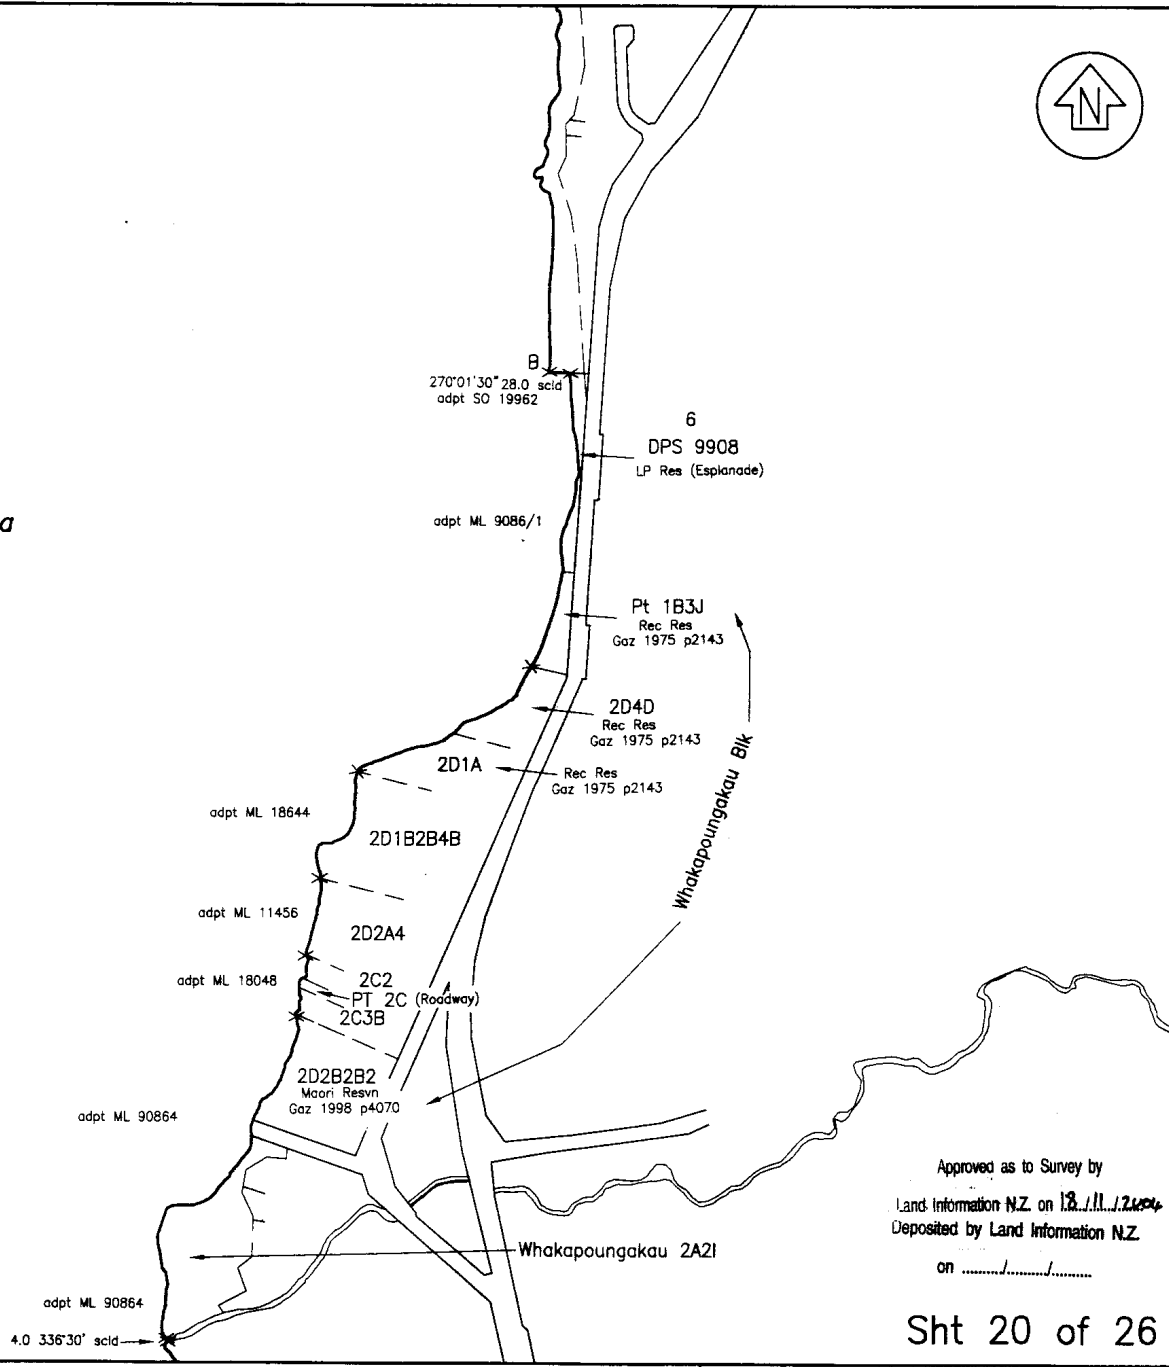 N
B
270°01'30" 28.0 scld
adpt SO 19962
6
DPS 9908
LP Res (Esplanade)
a
adpt ML 9086/1
Pt 1B3J
Rec Res
Gaz 1975 p2143
2D4D
Rec Res
Gaz 1975 p2143
2D1A
Rec Res
Gaz 1975 p2143
Whakapoungakau Blk
adpt ML 18644
2D1B2B4B
adpt ML 11456
2D2A4
adpt ML 18048
2C2
PT 2C (Roadway)
2C3B
2D2B2B2
Maori Resvn
Gaz 1998 p4070
adpt ML 90864
Whakapoungakau 2A2I
adpt ML 90864
4.0 336°30' scld
Approved as to Survey by
Land Information N.Z. on 18/11/2004
Deposited by Land Information N.Z.
on ........./........./.........
Sht 20 of 26